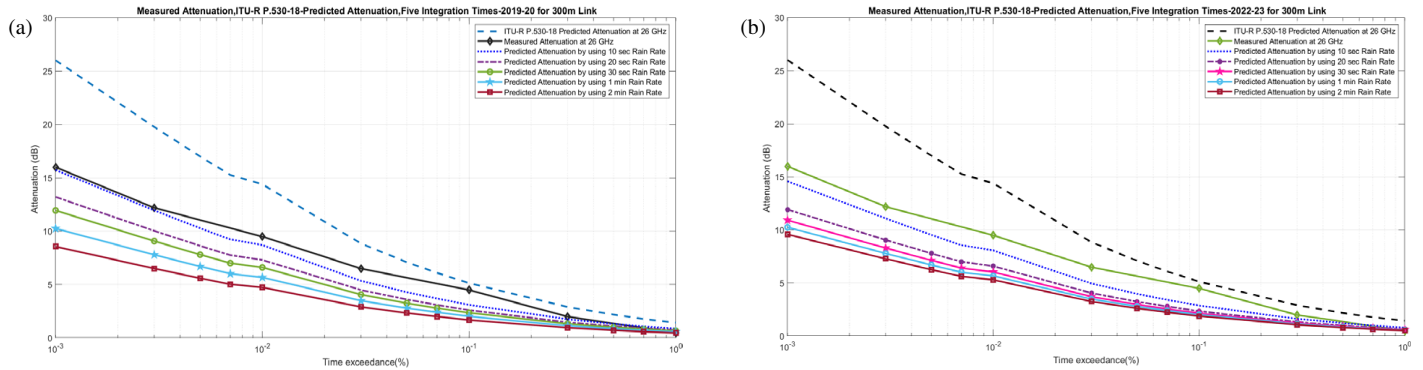 (a)
Measured Attenuation,ITU-R P.530-18-Predicted Attenuation,Five Integration Times-2019-20 for 300m Link
30
25
20
15
10
5
0
Attenuation (dB)
10-3
10-2
10-1
100
Time exceedance(%)
ITU-R P.530-18 Predicted Attenuation at 26 GHz
Measured Attenuation at 26 GHz
Predicted Attenuation by using 10 sec Rain Rate
Predicted Attenuation by using 20 sec Rain Rate
Predicted Attenuation by using 30 sec Rain Rate
Predicted Attenuation by using 1 min Rain Rate
Predicted Attenuation by using 2 min Rain Rate
(b)
Measured Attenuation,ITU-R P.530-18-Predicted Attenuation,Five Integration Times-2022-23 for 300m Link
30
25
20
15
10
5
0
Attenuation (dB)
10-3
10-2
10-1
100
Time exceedance(%)
ITU-R P.530-18 Predicted Attenuation at 26 GHz
Measured Attenuation at 26 GHz
Predicted Attenuation by using 10 sec Rain Rate
Predicted Attenuation by using 20 sec Rain Rate
Predicted Attenuation by using 30 sec Rain Rate
Predicted Attenuation by using 1 min Rain Rate
Predicted Attenuation by using 2 min Rain Rate